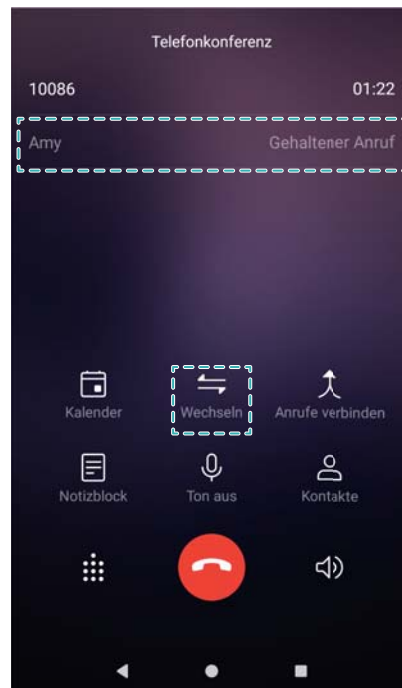 Telefonkonferenz
10086 01:22
Amy Gehaltener Anruf
Kalender Wechseln Anrufe verbinden
Notizblock Ton aus Kontakte